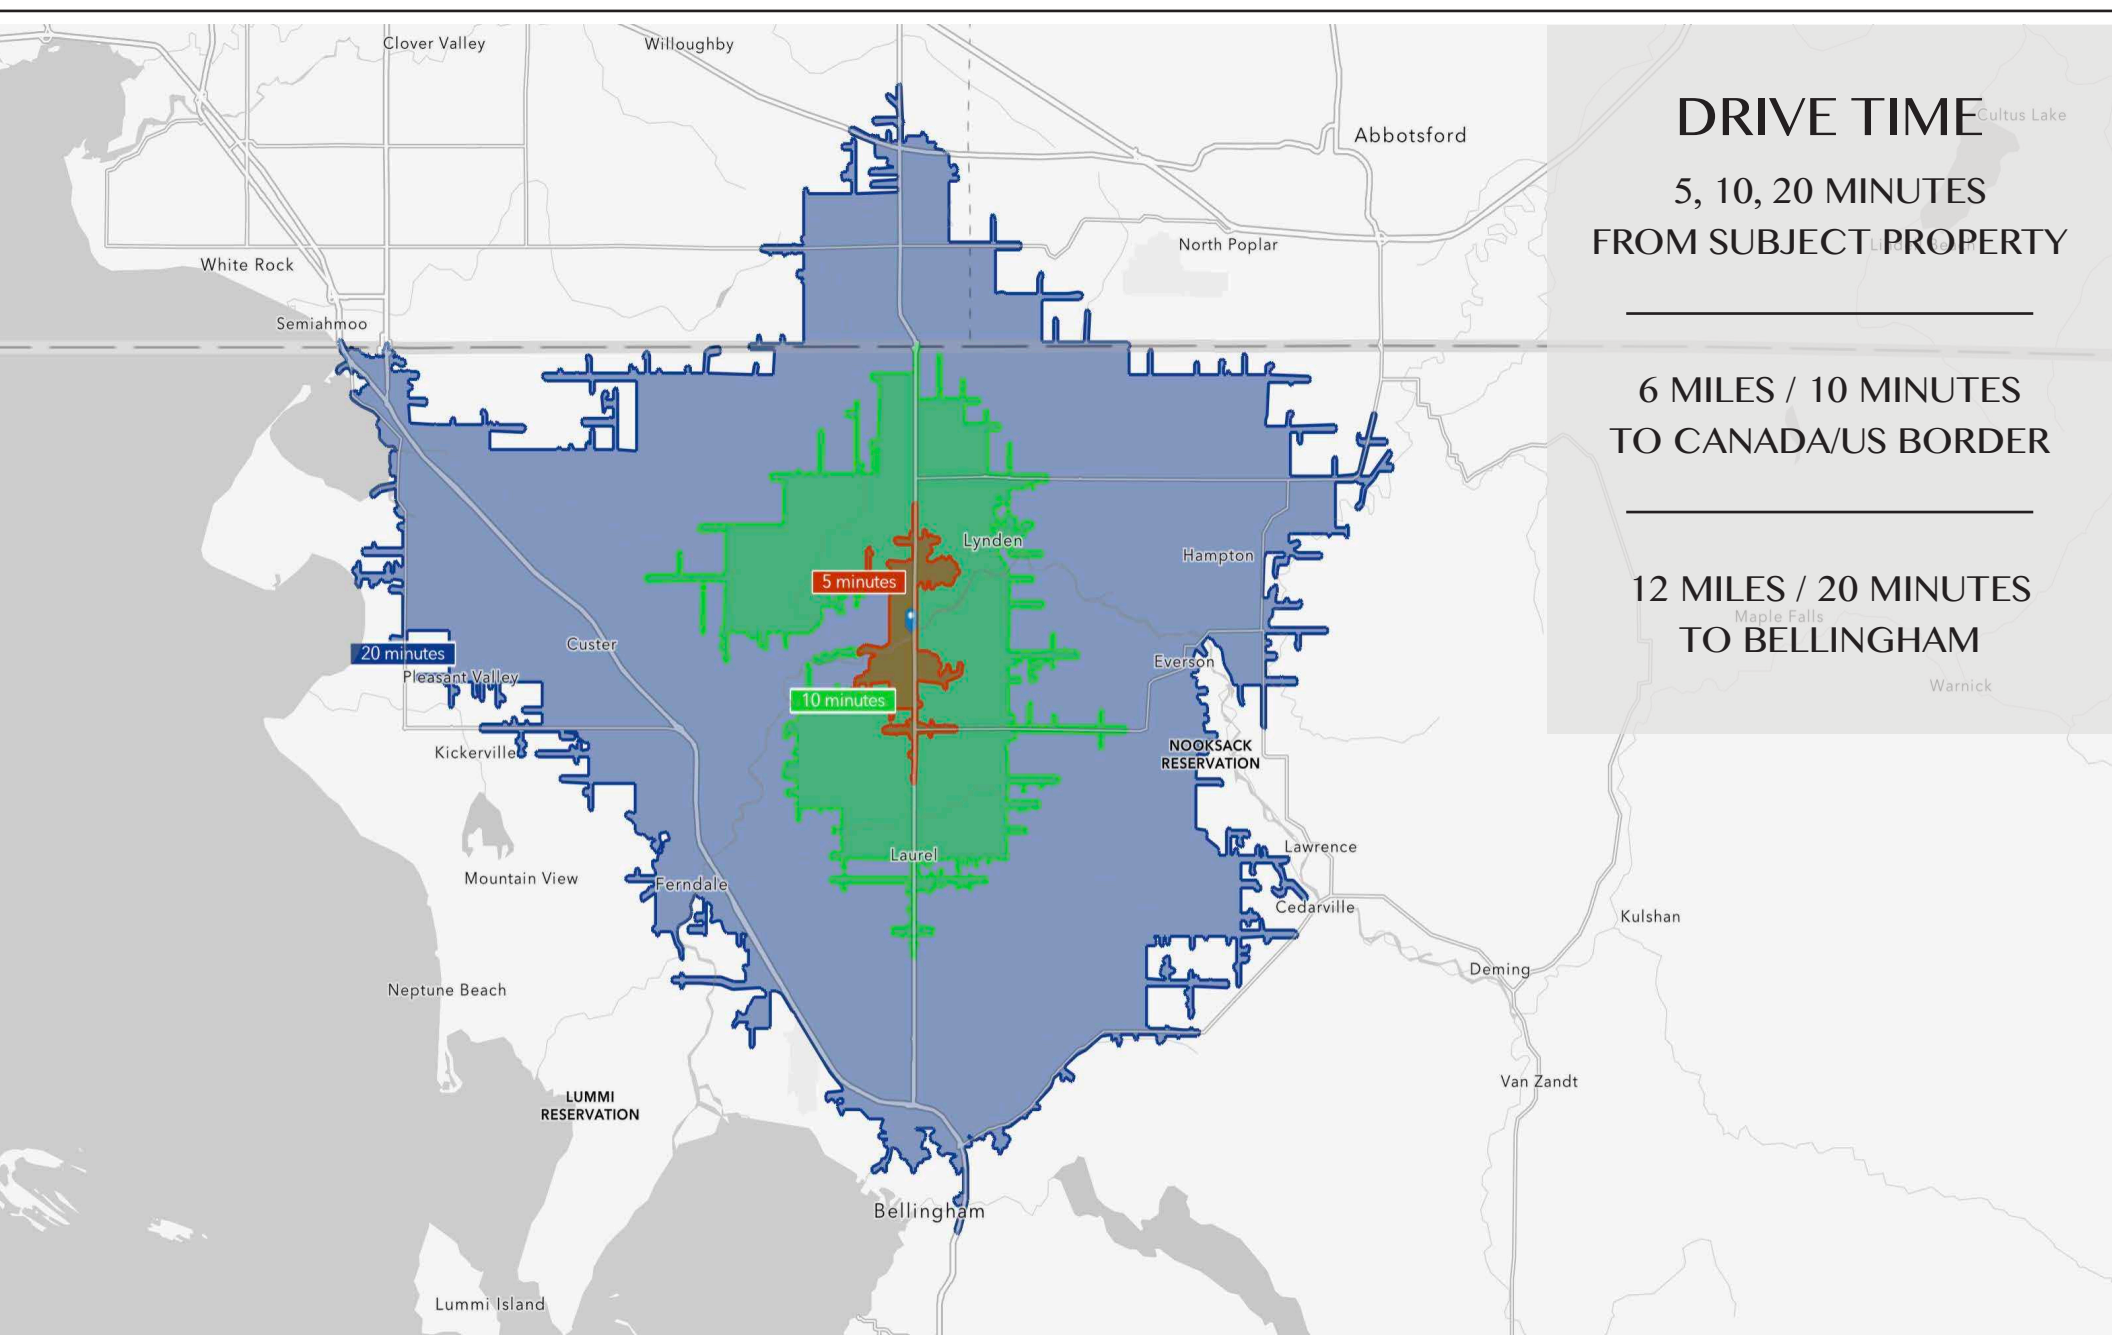 Clover Valley
Willoughby
Abbotsford
North Poplar
White Rock
Semiahmoo
Lynden
Hampton
5 minutes
Custer
20 minutes
Everson
Pleasant Valley
10 minutes
Kickerville
NOOKSACK
RESERVATION
Laurel
Lawrence
Mountain View
Ferndale
Cedarville
Kulshan
Deming
Neptune Beach
Van Zandt
LUMMI
RESERVATION
Bellingham
Lummi Island
DRIVE TIME
Cultus Lake
5, 10, 20 MINUTES
FROM SUBJECT PROPERTY
6 MILES / 10 MINUTES
TO CANADA/US BORDER
12 MILES / 20 MINUTES
Maple Falls
TO BELLINGHAM
Warnick